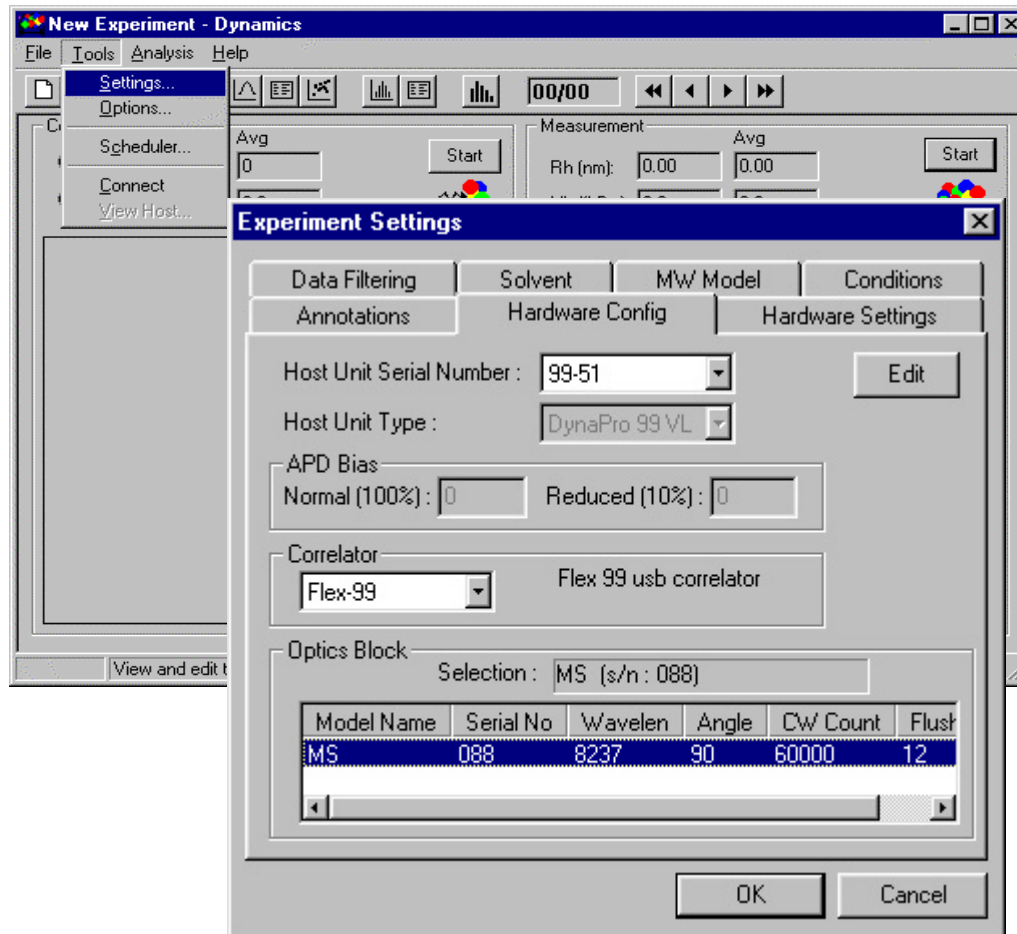 New Experiment - Dynamics
File Tools Analysis Help
Settings...
Options...
Scheduler...
Connect
View Host...
00/00
Avg
0
Start
Measurement
Avg
Rh (nm): 0.00 0.00
Start
View and edit t
Experiment Settings
Data Filtering Solvent MW Model Conditions
Annotations Hardware Config Hardware Settings
Host Unit Serial Number : 99-51 Edit
Host Unit Type : DynaPro 99 VL
APD Bias
Normal (100%) : 0 Reduced (10%) : 0
Correlator
Flex-99 Flex 99 usb correlator
Optics Block
Selection : MS (s/n : 088)
Model Name Serial No Wavelen Angle CW Count Flush
MS 088 8237 90 60000 12
OK Cancel